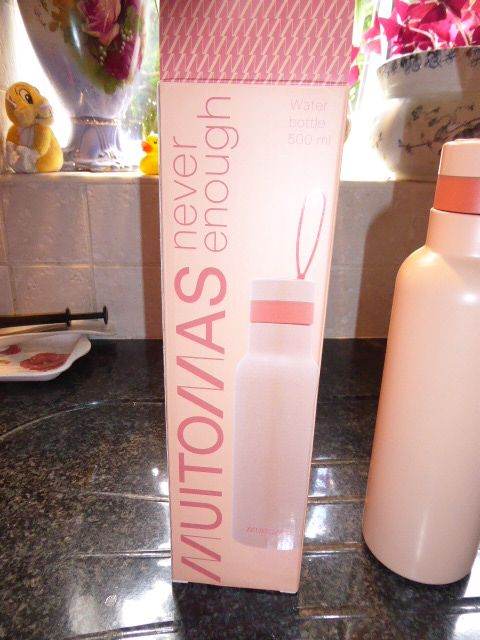 Water
bottle
500 ml
never
enough
MUITOMAS